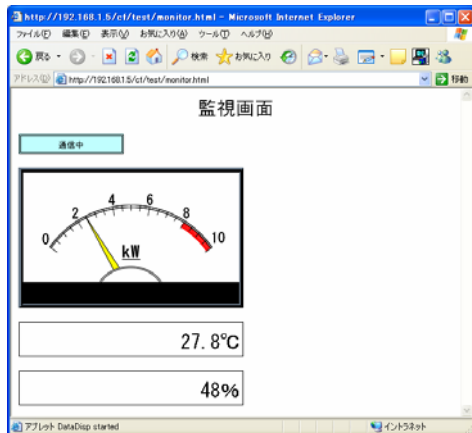 http://192.168.1.5/cf/test/monitor.html - Microsoft Internet Explorer
ファイル(F) 編集(E) 表示(V) お気に入り(A) ツール(T) ヘルプ(H)
戻る 検索 お気に入り
アドレス(D) http://192.168.1.5/cf/test/monitor.html 移動
監視画面
通信中
0 2 4 6 8 10
kW
27.8℃
48%
アプレット DataDisp started イントラネット